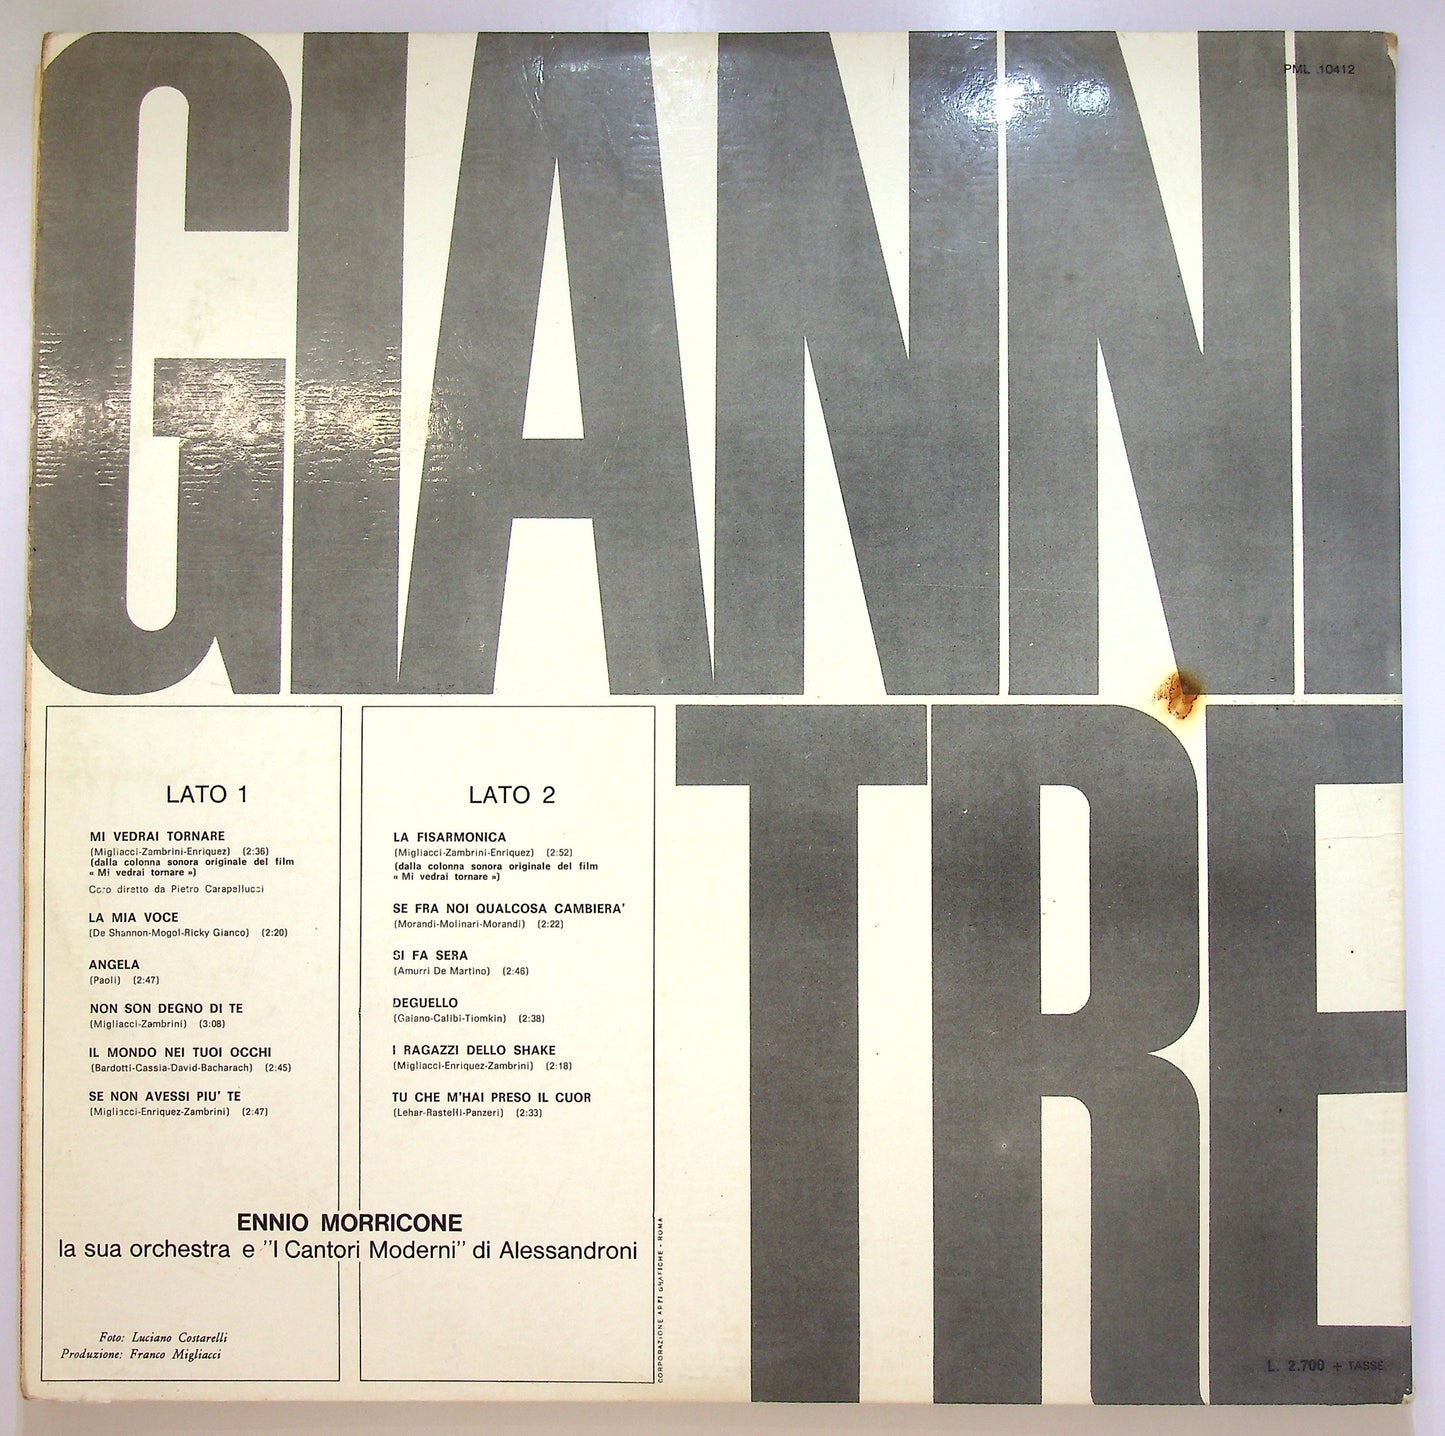 GIANNI
PML 10412
TRE
LATO 1
MI VEDRAI TORNARE
(Migliacci-Zambrini-Enriquez) (2:36)
(dalla colonna sonora originale del film
« Mi vedrai tornare »)
Coro diretto da Pietro Carapellucci
LA MIA VOCE
(De Shannon-Mogol-Ricky Gianco) (2:20)
ANGELA
(Paoli) (2:47)
NON SON DEGNO DI TE
(Migliacci-Zambrini) (3:08)
IL MONDO NEI TUOI OCCHI
(Bardotti-Cassia-David-Bacharach) (2:45)
SE NON AVESSI PIU' TE
(Migliacci-Enriquez-Zambrini) (2:47)
LATO 2
LA FISARMONICA
(Migliacci-Zambrini-Enriquez) (2:52)
(dalla colonna sonora originale del film
« Mi vedrai tornare »)
SE FRA NOI QUALCOSA CAMBIERA'
(Morandi-Molinari-Morandi) (2:22)
SI FA SERA
(Amurri De Martino) (2:46)
DEGUELLO
(Gaiano-Calibi-Tiomkin) (2:38)
I RAGAZZI DELLO SHAKE
(Migliacci-Enriquez-Zambrini) (2:18)
TU CHE M'HAI PRESO IL CUOR
(Lehar-Rastelli-Panzeri) (2:33)
ENNIO MORRICONE
la sua orchestra e "I Cantori Moderni" di Alessandroni
Foto: Luciano Costarelli
Produzione: Franco Migliacci
CORPORAZIONE ARTI GRAFICHE - ROMA
L. 2.700 + TASSE